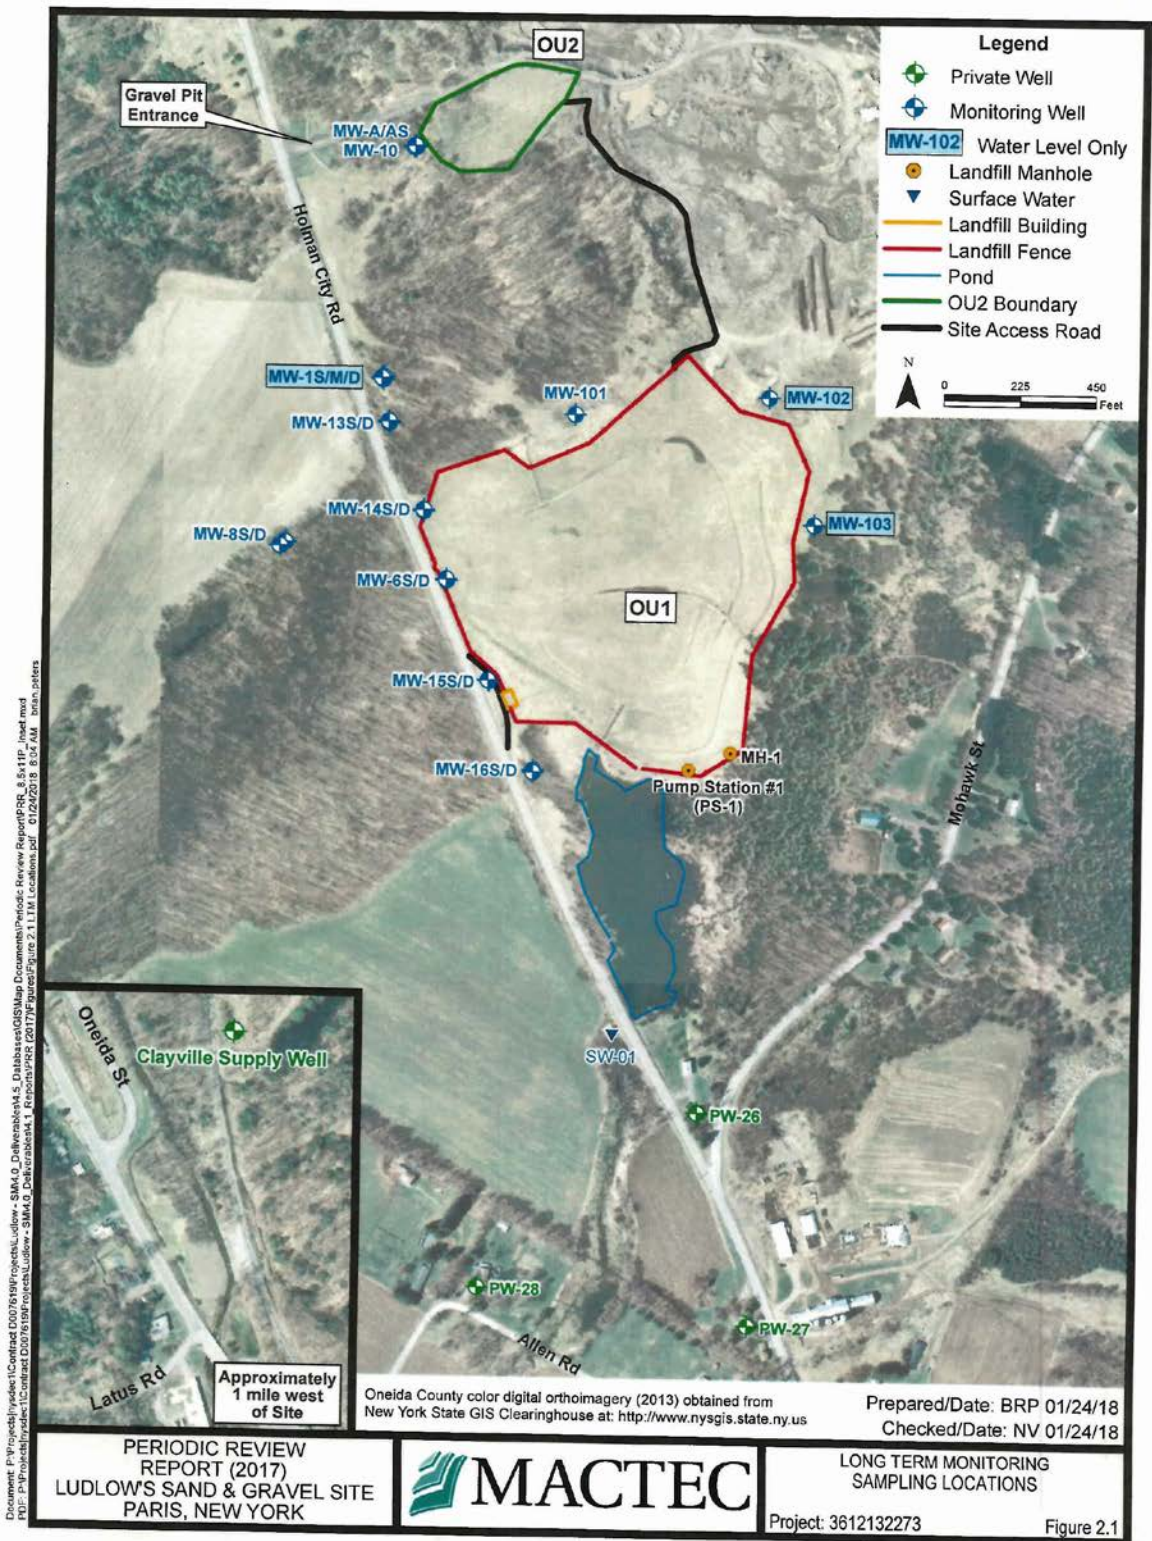 OU2
Gravel Pit
Entrance
MW-A/AS
MW-10
Legend
Private Well
Monitoring Well
MW-102 Water Level Only
Landfill Manhole
Surface Water
Landfill Building
Landfill Fence
Pond
OU2 Boundary
Site Access Road
N
0 225 450
Feet
Holman City Rd
MW-1S/M/D
MW-101
MW-102
MW-13S/D
MW-14S/D
MW-103
MW-8S/D
MW-6S/D
OU1
MW-15S/D
MW-16S/D
MH-1
Pump Station #1
(PS-1)
Mohawk St
SW-01
PW-26
PW-28
PW-27
Allen Rd
Oneida St
Clayville Supply Well
Latus Rd
Approximately
1 mile west
of Site
Oneida County color digital orthoimagery (2013) obtained from
New York State GIS Clearinghouse at: http://www.nysgis.state.ny.us
Prepared/Date: BRP 01/24/18
Checked/Date: NV 01/24/18
PERIODIC REVIEW
REPORT (2017)
LUDLOW'S SAND & GRAVEL SITE
PARIS, NEW YORK
MACTEC
LONG TERM MONITORING
SAMPLING LOCATIONS
Project: 3612132273
Figure 2.1